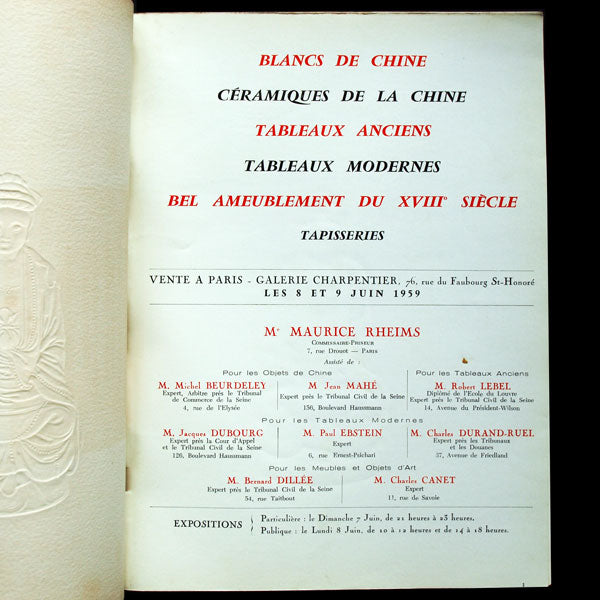 BLANCS DE CHINE
CÉRAMIQUES DE LA CHINE
TABLEAUX ANCIENS
TABLEAUX MODERNES
BEL AMEUBLEMENT DU XVIIIᵉ SIÈCLE
TAPISSERIES
VENTE A PARIS - GALERIE CHARPENTIER, 76, rue du Faubourg St-Honoré
LES 8 ET 9 JUIN 1959
Mᵉ MAURICE RHEIMS
COMMISSAIRE-PRISEUR
7, rue Drouot — PARIS
Assisté de :
Pour les Objets de Chine
M. Michel BEURDELEY
Expert, Arbitre près le Tribunal
de Commerce de la Seine
4, rue de l'Elysée
M Jean MAHÉ
Expert près le Tribunal Civil de la Seine
136, Boulevard Haussmann
Pour les Tableaux Anciens
M. Robert LEBEL
Diplômé de l'Ecole du Louvre
Expert près le Tribunal Civil de la Seine
14, Avenue du Président-Wilson
Pour les Tableaux Modernes
M. Jacques DUBOURG
Expert près la Cour d'Appel
et le Tribunal Civil de la Seine
126, Boulevard Haussmann
M. Paul EBSTEIN
Expert
6, rue Ernest-Psichari
M. Charles DURAND-RUEL
Expert près les Tribunaux
et les Douanes
37, Avenue de Friedland
Pour les Meubles et Objets d'Art
M. Bernard DILLÉE
Expert près le Tribunal Civil de la Seine
54, rue Taitbout
M. Charles CANET
Expert
11, rue de Savoie
EXPOSITIONS
Particulière : le Dimanche 7 Juin, de 21 heures à 23 heures.
Publique : le Lundi 8 Juin, de 10 à 12 heures et de 14 à 18 heures.
1